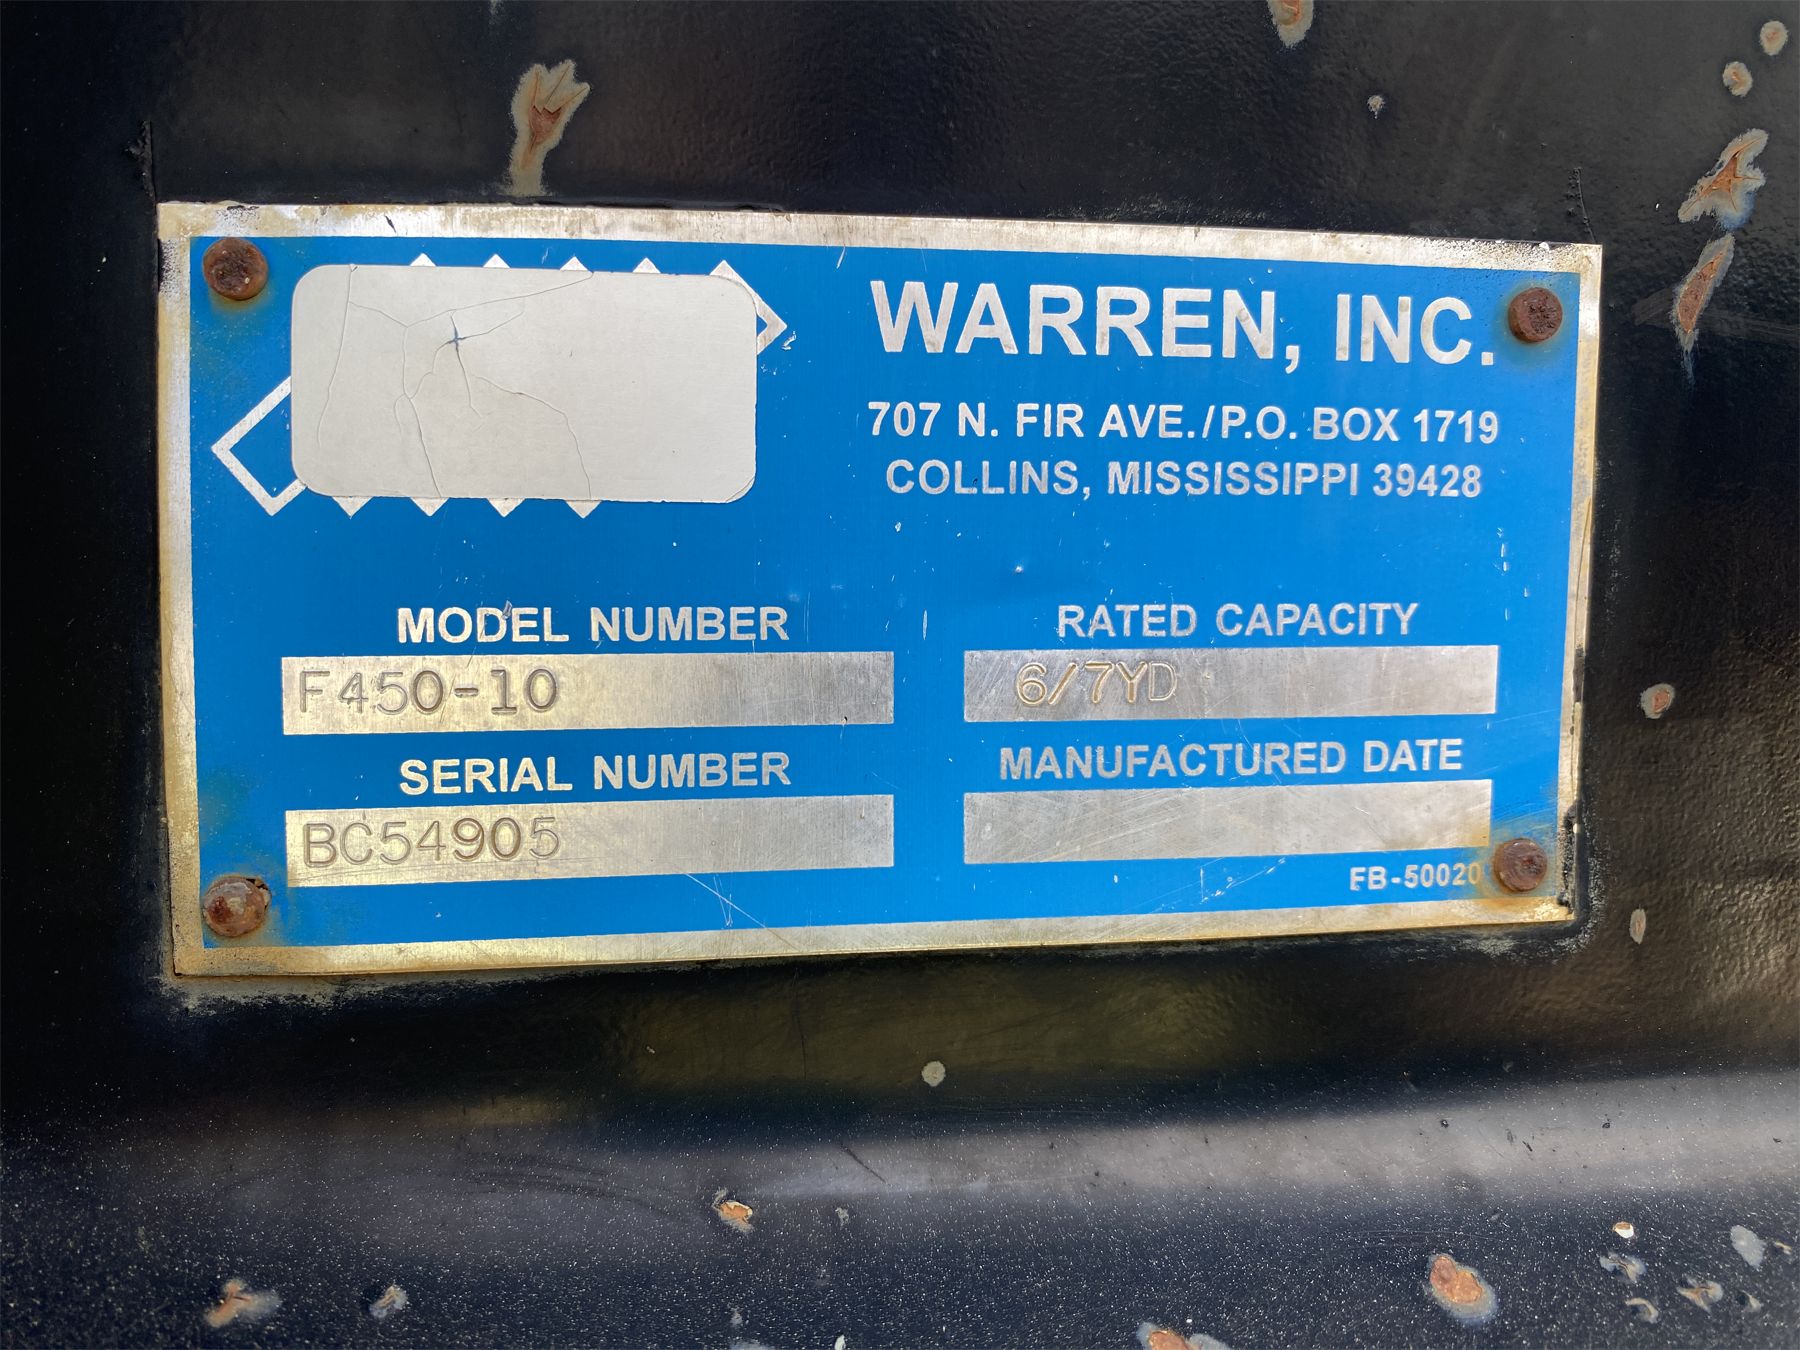 WARREN, INC.
707 N. FIR AVE./P.O. BOX 1719
COLLINS, MISSISSIPPI 39428
MODEL NUMBER
F450-10
RATED CAPACITY
6/7YD
SERIAL NUMBER
BC54905
MANUFACTURED DATE
FB-50020